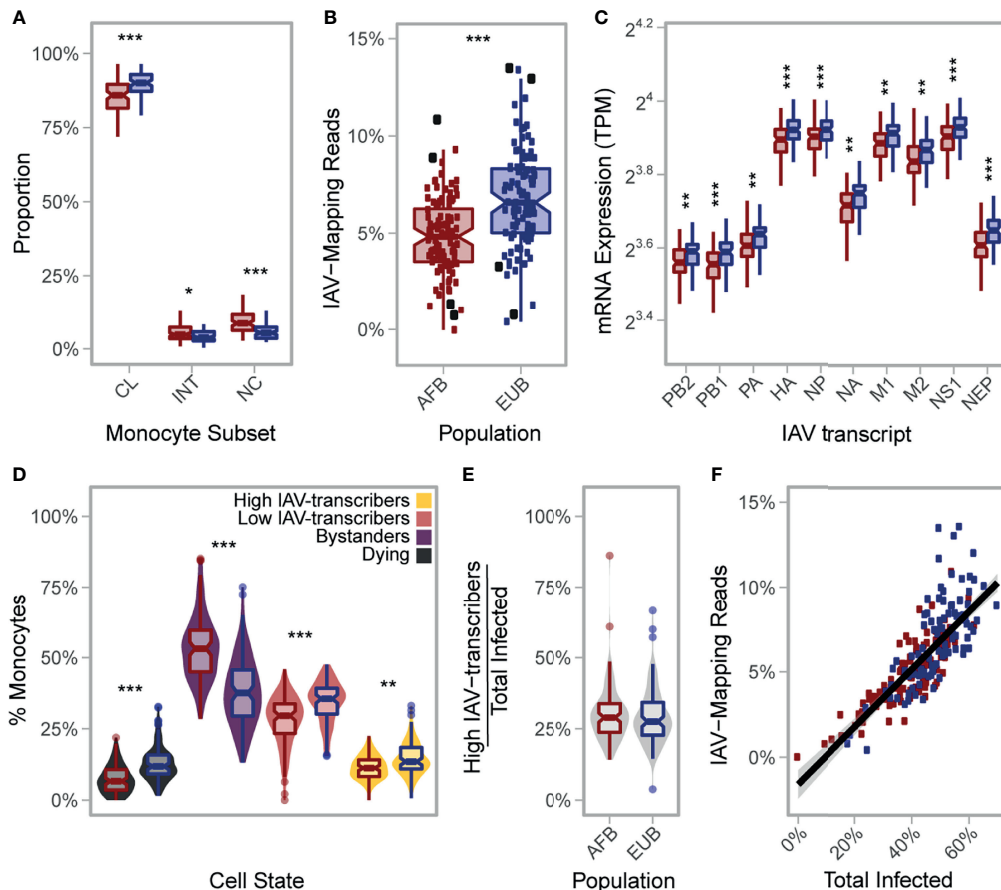 A
Proportion
100%
75%
50%
25%
0%
***
*
***
CL
INT
NC
Monocyte Subset
B
IAV-Mapping Reads
15%
10%
5%
0%
***
AFB
EUB
Population
C
mRNA Expression (TPM)
2^4.2
2^4
2^3.8
2^3.6
2^3.4
**
***
**
***
***
**
**
**
***
***
PB2
PB1
PA
HA
NP
NA
M1
M2
NS1
NEP
IAV transcript
D
% Monocytes
100%
75%
50%
25%
0%
High IAV-transcribers
Low IAV-transcribers
Bystanders
Dying
***
***
***
**
Cell State
E
High IAV-transcribers
Total Infected
100%
75%
50%
25%
0%
AFB
EUB
Population
F
IAV-Mapping Reads
15%
10%
5%
0%
0%
20%
40%
60%
Total Infected